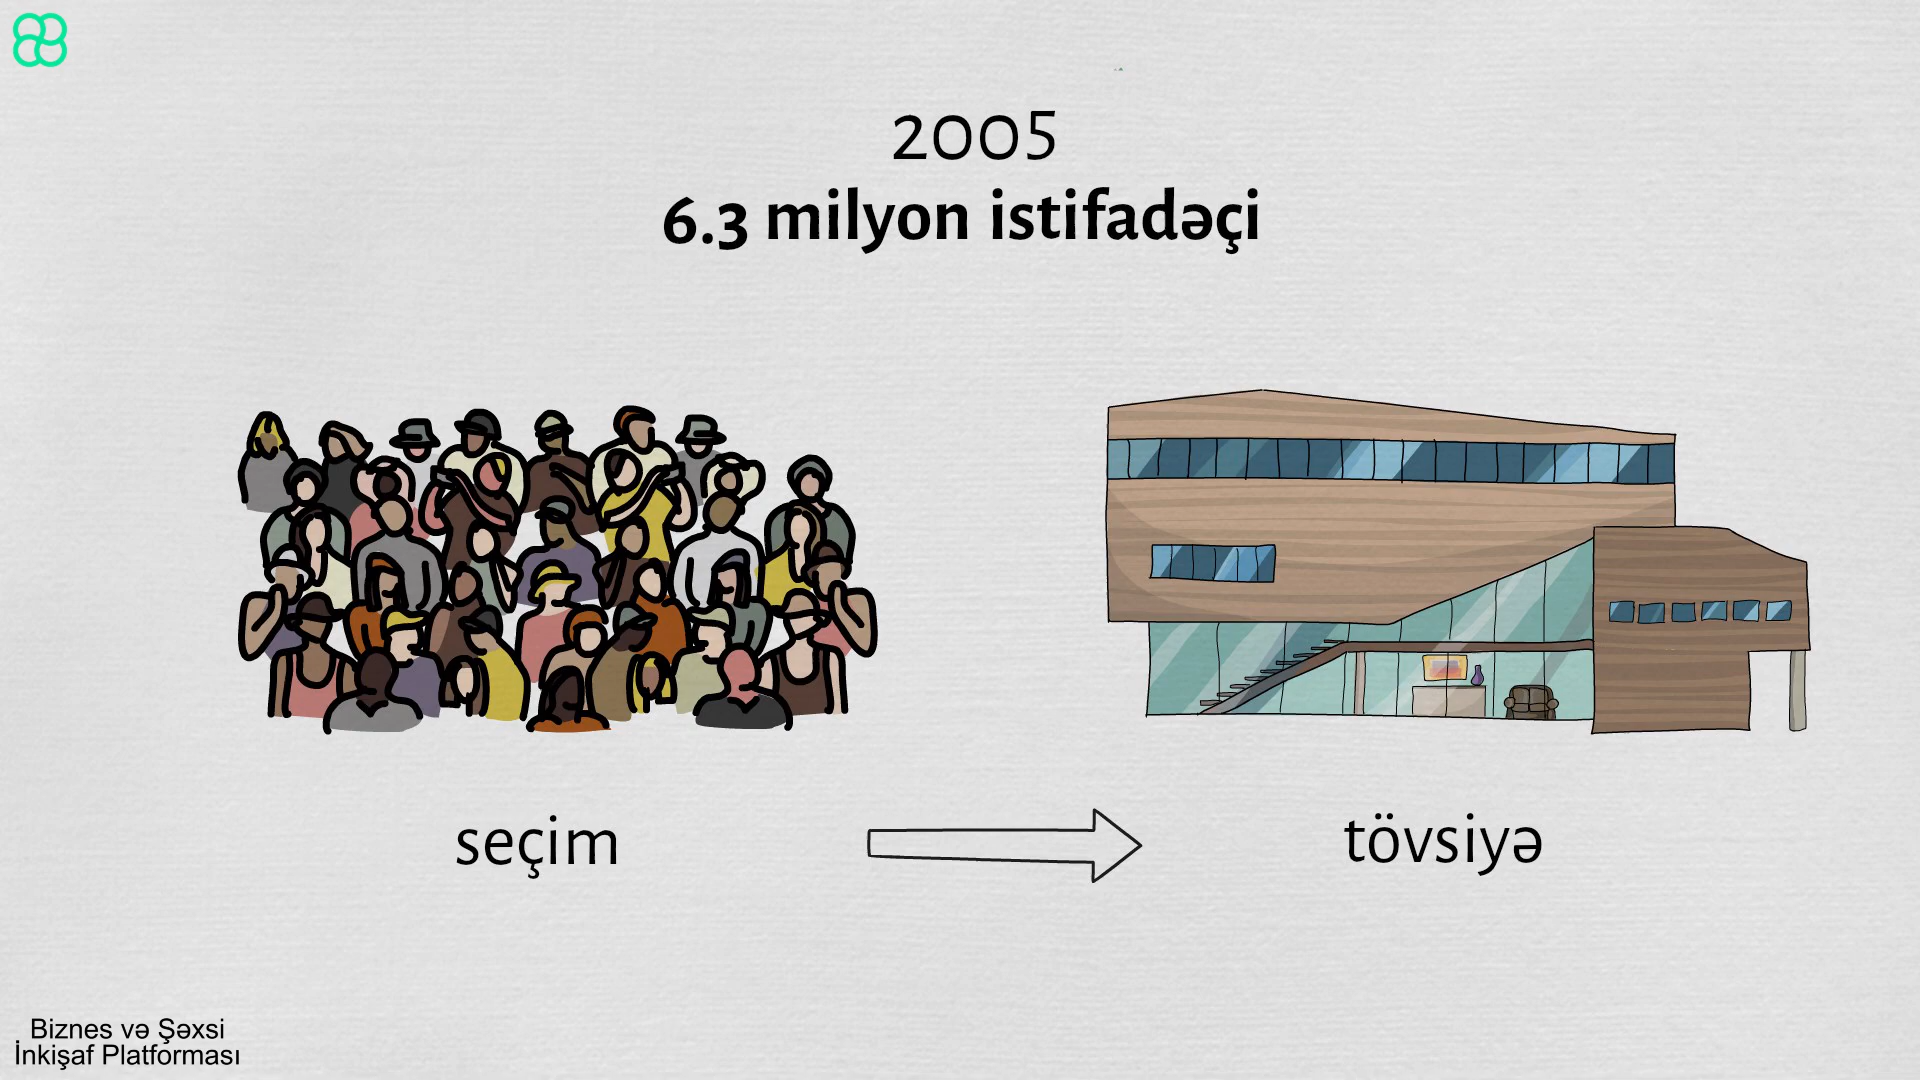 2005
6.3 milyon istifadəçi
seçim
tövsiyə
Biznes və Şəxsi
İnkişaf Platforması